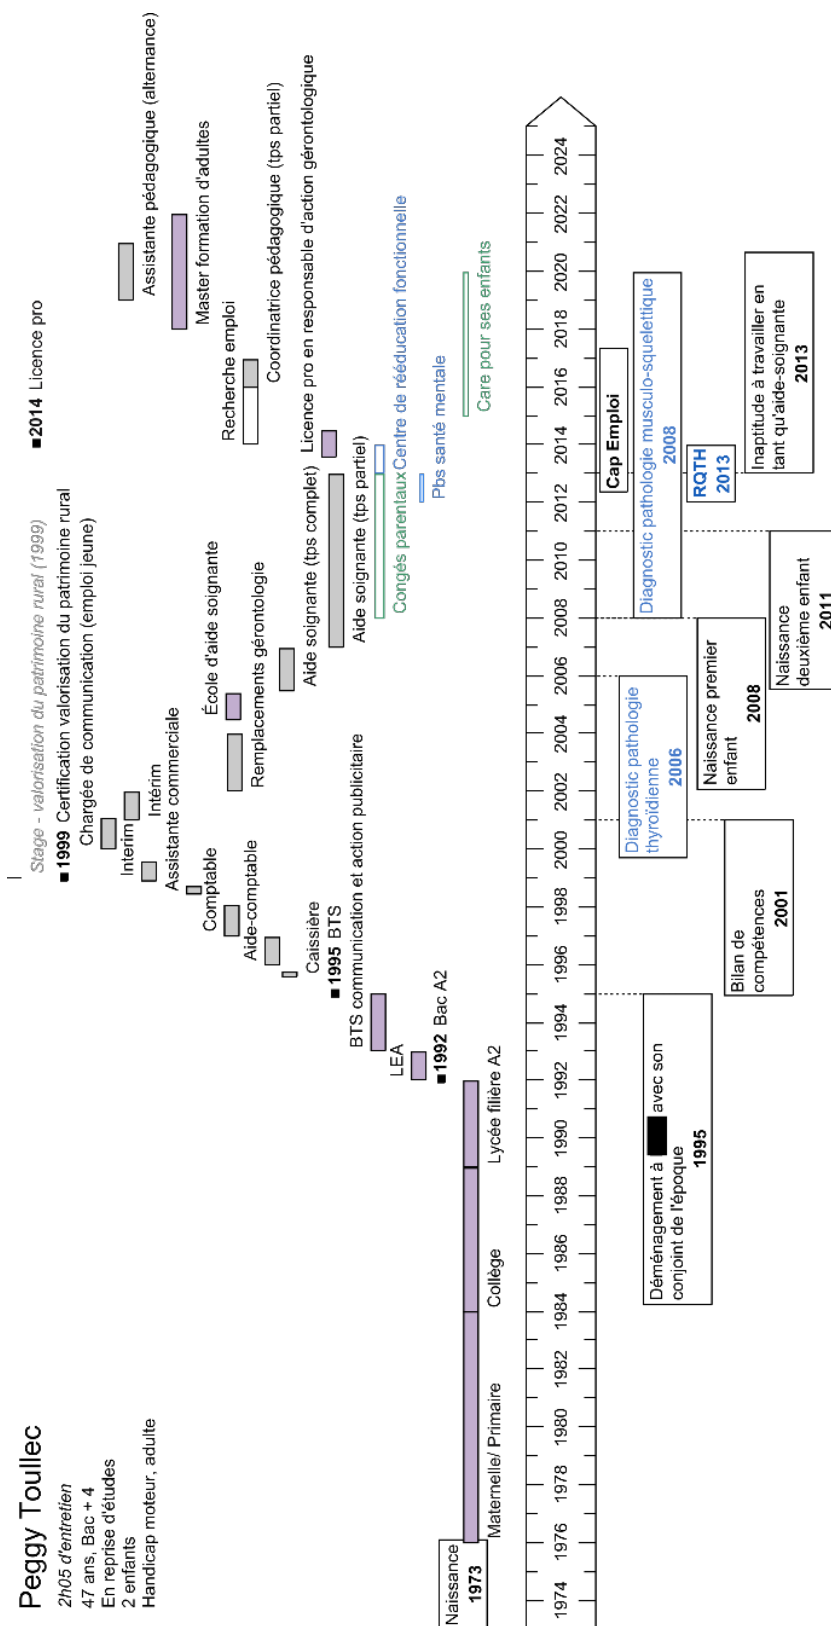 Peggy Toullec
2h05 d'entretien
47 ans, Bac + 4
En reprise d'études
2 enfants
Handicap moteur, adulte
Stage - valorisation du patrimoine rural (1999)
■1999 Certification valorisation du patrimoine rural
■2014 Licence pro
Chargée de communication (emploi jeune)
Interim
Intérim
Assistante commerciale
Comptable
Aide-comptable
Caissière
■1995 BTS
BTS communication et action publicitaire
LEA
■1992 Bac A2
Lycée filière A2
Collège
Maternelle/ Primaire
Naissance
1973
École d'aide soignante
Remplacements gérontologie
Aide soignante (tps complet)
Aide soignante (tps partiel)
Congés parentaux
Centre de rééducation fonctionnelle
Pbs santé mentale
Care pour ses enfants
Licence pro en responsable d'action gérontologique
Recherche emploi
Coordinatrice pédagogique (tps partiel)
Master formation d'adultes
Assistante pédagogique (alternance)
1974 1976 1978 1980 1982 1984 1986 1988 1990 1992 1994 1996 1998 2000 2002 2004 2006 2008 2010 2012 2014 2016 2018 2020 2022 2024
Déménagement à avec son
conjoint de l'époque
1995
Bilan de
compétences
2001
Diagnostic pathologie
thyroïdienne
2006
Naissance premier
enfant
2008
Naissance
deuxième enfant
2011
Cap Emploi
Diagnostic pathologie musculo-squelettique
2008
RQTH
2013
Inaptitude à travailler en
tant qu'aide-soignante
2013